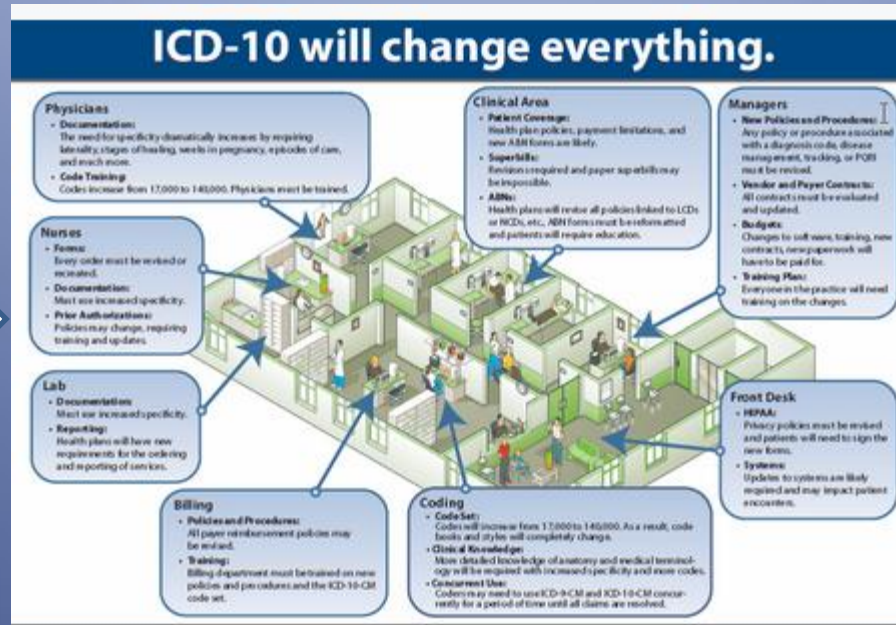 ICD-10 will change everything.
Physicians
• Documentation:
The need for specificity dramatically increases by requiring
laterality, stages of healing, weeks in pregnancy, episodes of care,
and much more.
• Code Training:
Codes increase from 17,000 to 140,000. Physicians must be trained.
Nurses
• Forms:
Every order must be revised or
recreated.
• Documentation:
Must use increased specificity.
• Prior Authorizations:
Policies may change, requiring
training and updates.
Lab
• Documentation:
Must use increased specificity.
• Reporting:
Health plans will have new
requirements for the ordering
and reporting of services.
Billing
• Policies and Procedures:
All payer reimbursement policies may
be revised.
• Training:
Billing department must be trained on new
policies and procedures and the ICD-10-CM
code set.
Coding
• Code Set:
Codes will increase from 17,000 to 140,000. As a result, code
books and styles will completely change.
• Clinical Knowledge:
More detailed knowledge of anatomy and medical terminol-
ogy will be required with increased specificity and more codes.
• Concurrent Use:
Coders may need to use ICD-9-CM and ICD-10-CM concur-
rently for a period of time until all claims are resolved.
Clinical Area
• Patient Coverage:
Health plan policies, payment limitations, and
new ABN forms are likely.
• Superbills:
Revisions required and paper superbills may
be impossible.
• ABNs:
Health plans will revise all policies linked to LCDs
or NCDs, etc., ABN forms must be reformatted
and patients will require education.
Managers
• New Policies and Procedures:
Any policy or procedure associated
with a diagnosis code, disease
management, tracking, or PQRI
must be revised.
• Vendor and Payer Contracts:
All contracts must be evaluated
and updated.
• Budgets:
Changes to software, training, new
contracts, new paperwork will
have to be paid for.
• Training Plan:
Everyone in the practice will need
training on the changes.
Front Desk
• HIPAA:
Privacy policies must be revised
and patients will need to sign the
new forms.
• Systems:
Updates to systems are likely
required and may impact patient
encounters.